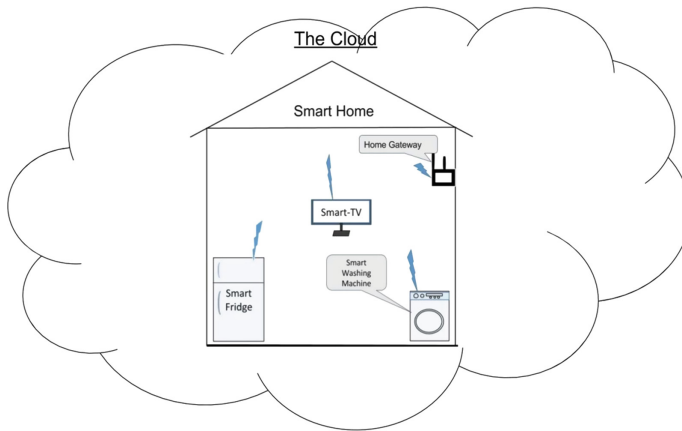 The Cloud
Smart Home
Home Gateway
Smart-TV
Smart
Washing
Machine
Smart
Fridge